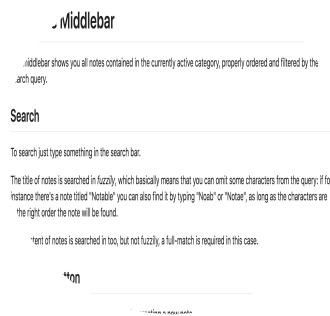 Middlebar
middlebar shows you all notes contained in the currently active category, properly ordered and filtered by the
search query.
Search
To search just type something in the search bar.
The title of notes is searched in fuzzily, which basically means that you can omit some characters from the query: if fo
instance there's a note titled "Notable" you can also find it by typing "Noab" or "Notae", as long as the characters are
the right order the note will be found.
tent of notes is searched in too, but not fuzzily, a full-match is required in this case.
tton